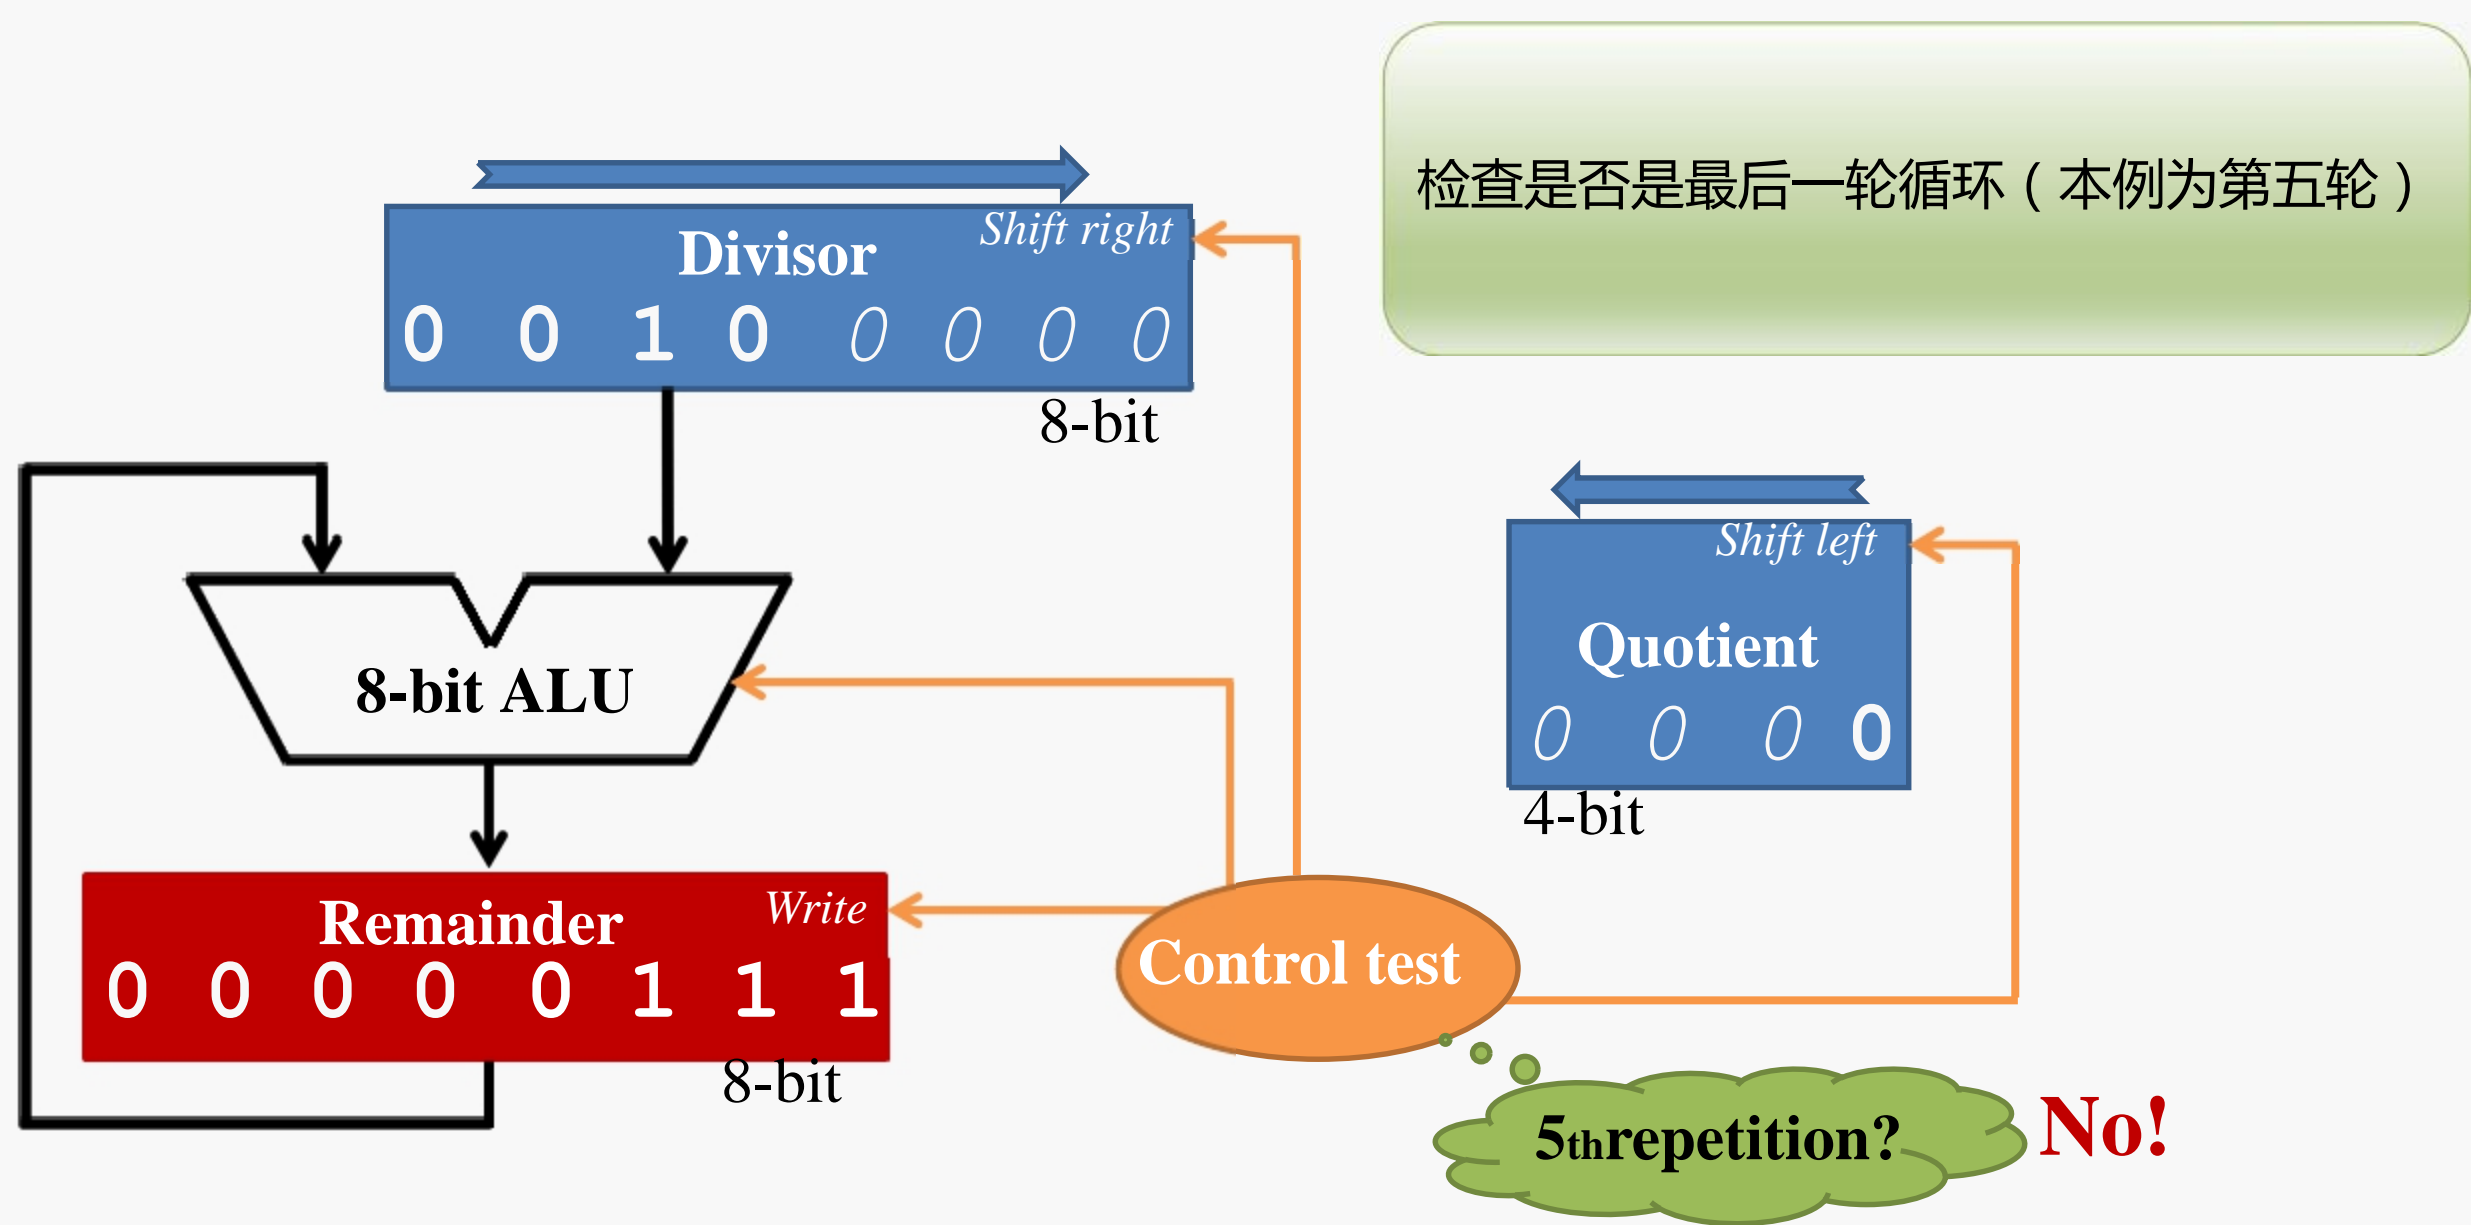 检查是否是最后一轮循环（本例为第五轮）
Shift right
Divisor
0 0 1 0 0 0 0 0
8-bit
Shift left
Quotient
0 0 0 0
4-bit
8-bit ALU
Write
Remainder
0 0 0 0 0 1 1 1
8-bit
Control test
5th repetition?
No!